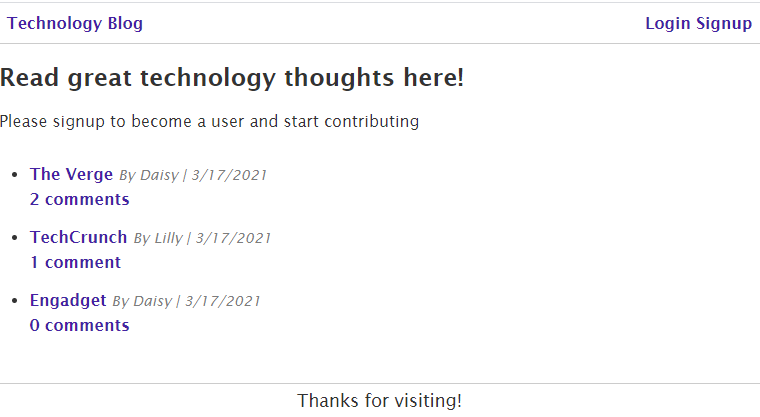 Technology Blog Login Signup
Read great technology thoughts here!
Please signup to become a user and start contributing
The Verge By Daisy | 3/17/2021
2 comments
TechCrunch By Lilly | 3/17/2021
1 comment
Engadget By Daisy | 3/17/2021
0 comments
Thanks for visiting!